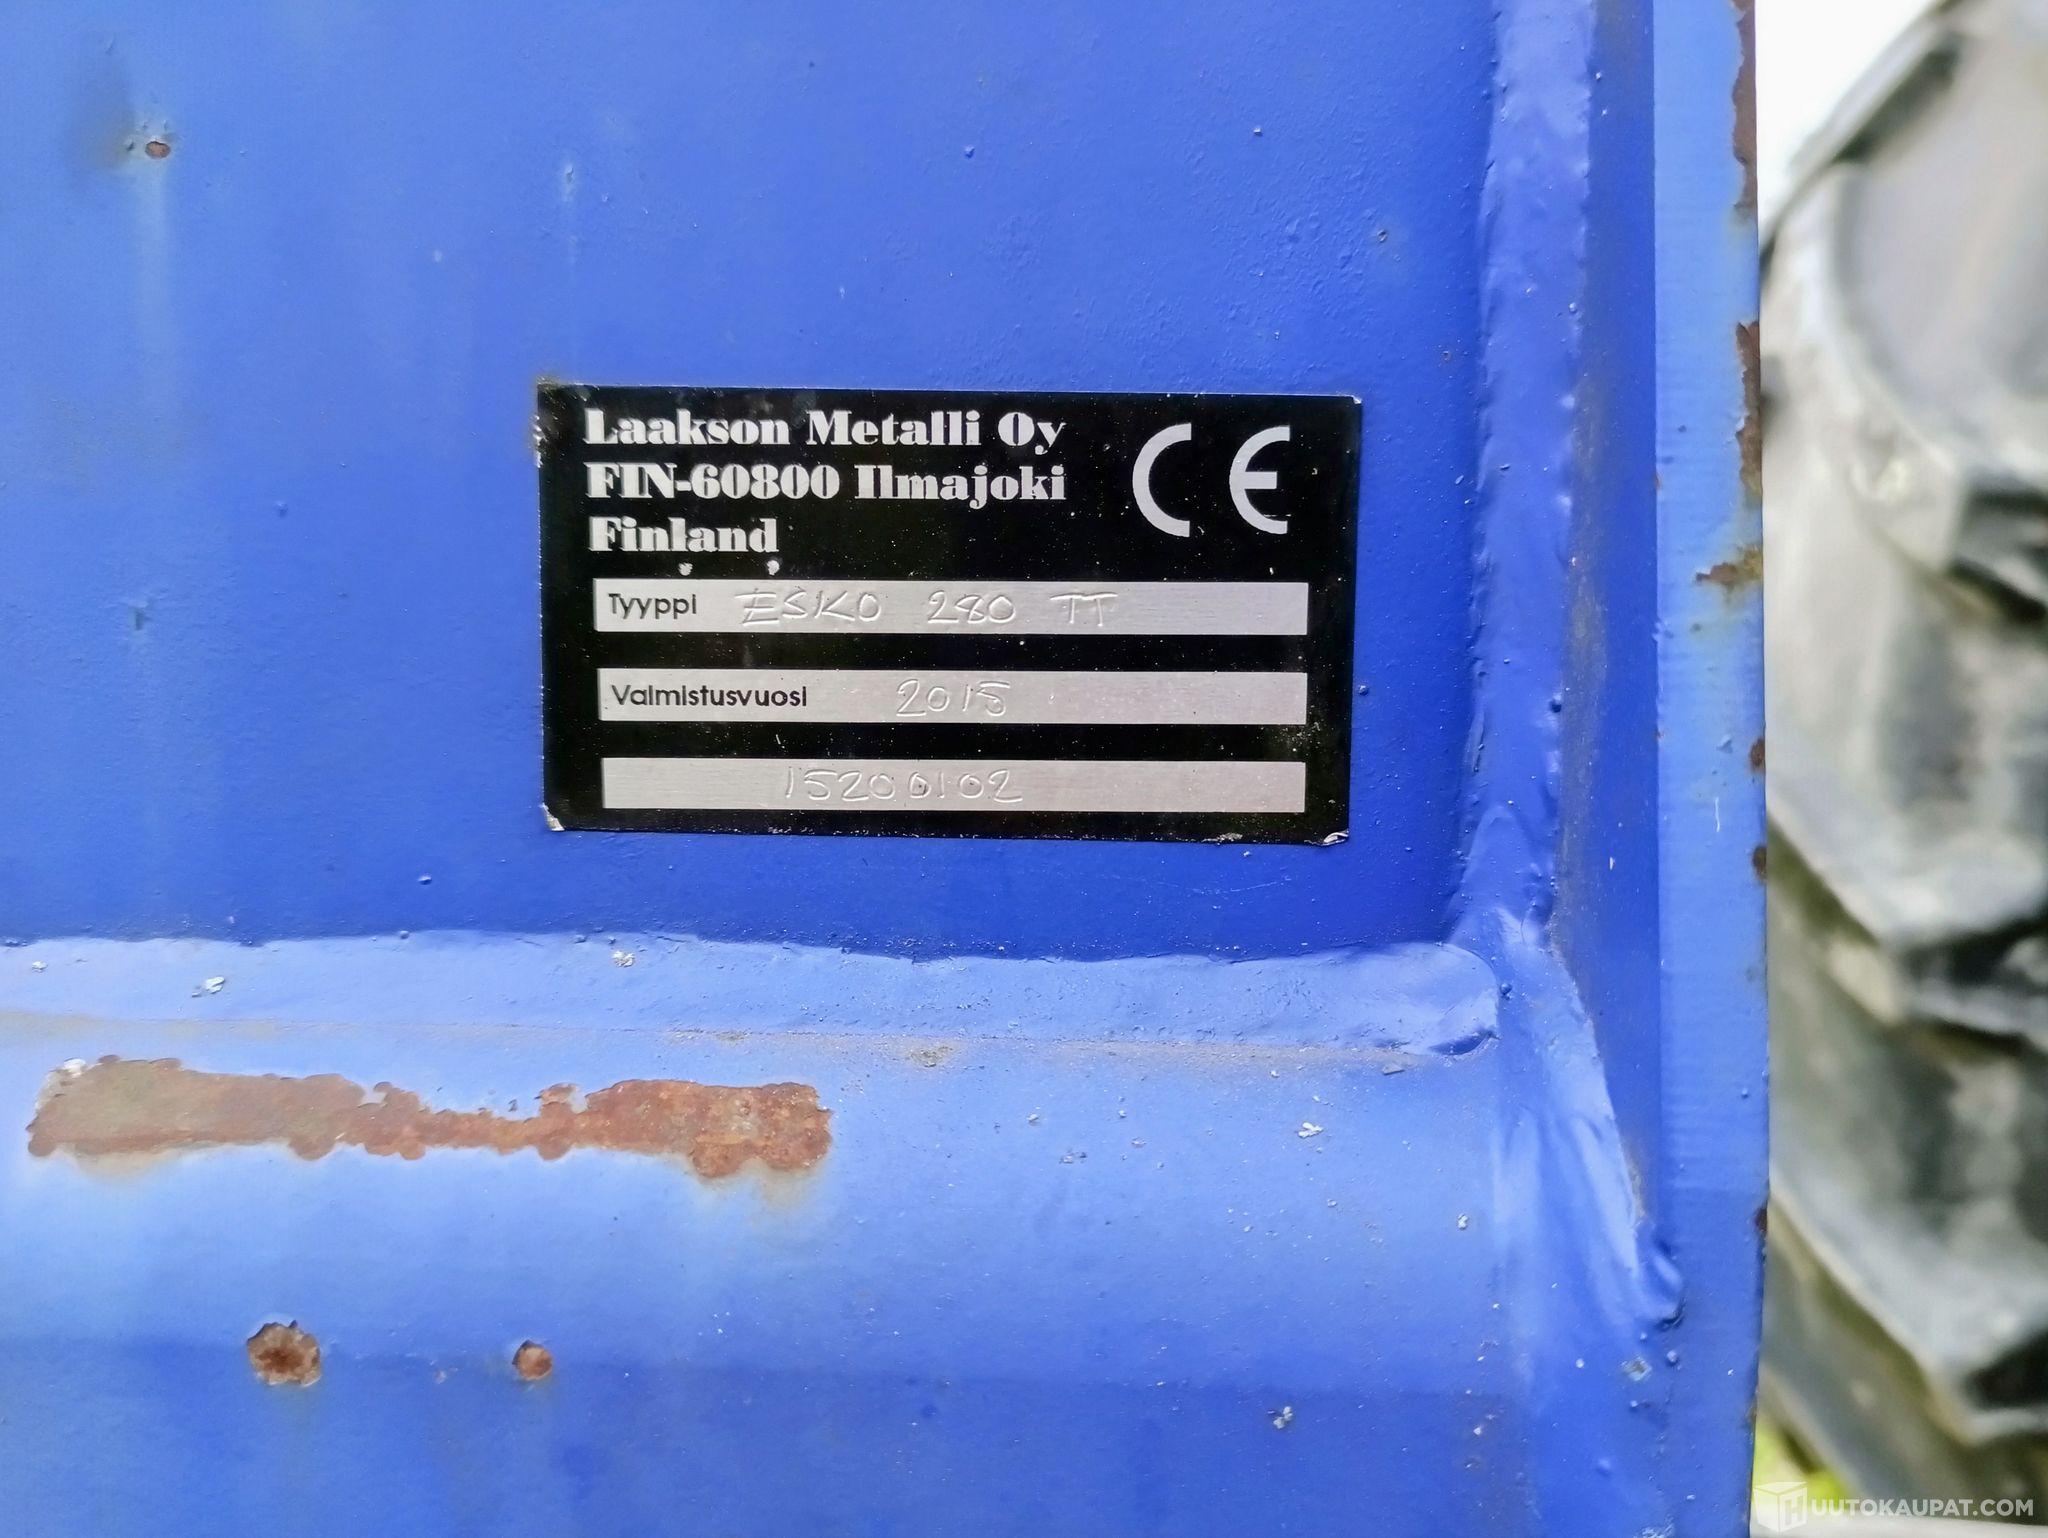 Laakson Metalli Oy
FIN-60800 Ilmajoki
Finland
CE
Tyyppi ESKO 280 TT
Valmistusvuosi 2015
15200102
HUUTOKAUPAT.COM